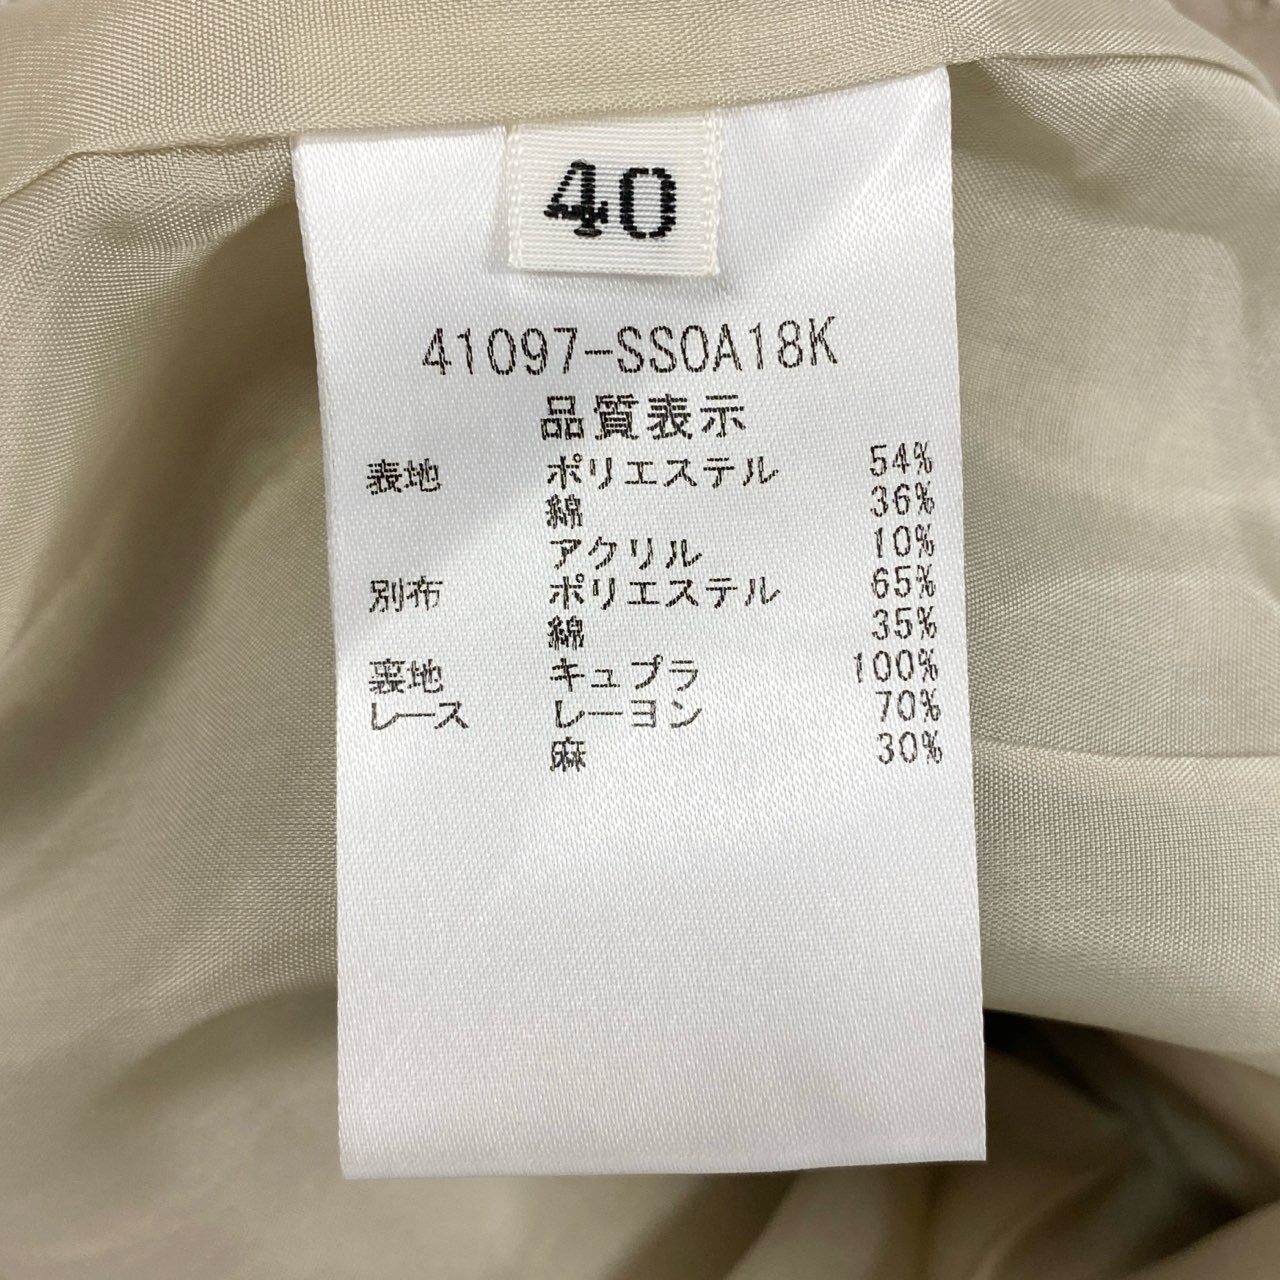 40
41097-SSOA18K
品質表示
表地 ポリエステル 54%
綿 36%
アクリル 10%
別布 ポリエステル 65%
綿 35%
裏地 キュプラ 100%
レース レーヨン 70%
麻 30%